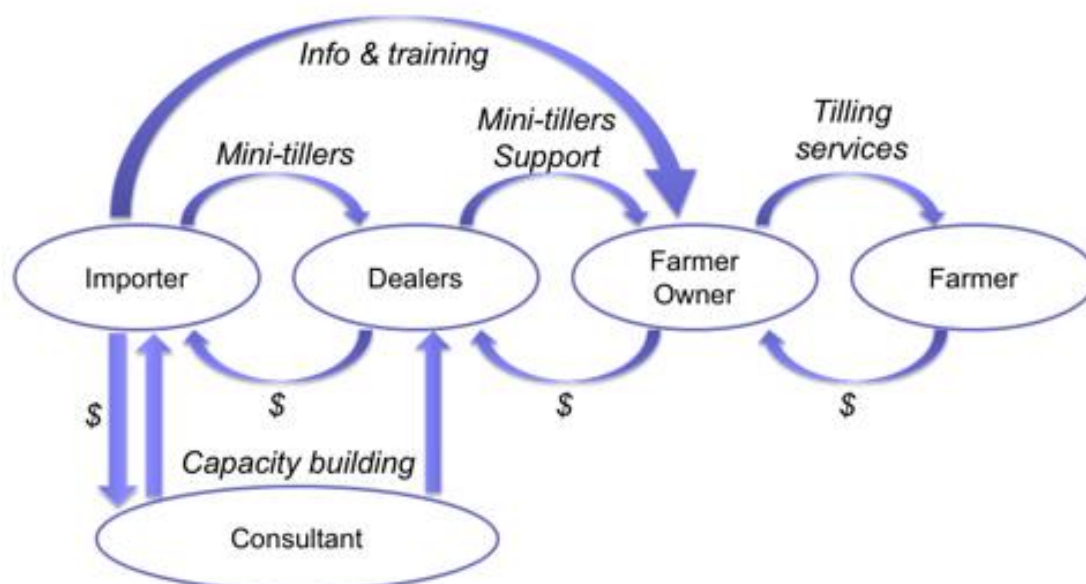 Info & training
Mini-tillers
Mini-tillers
Support
Tilling
services
Importer
Dealers
Farmer
Owner
Farmer
$
$
$
$
Capacity building
Consultant